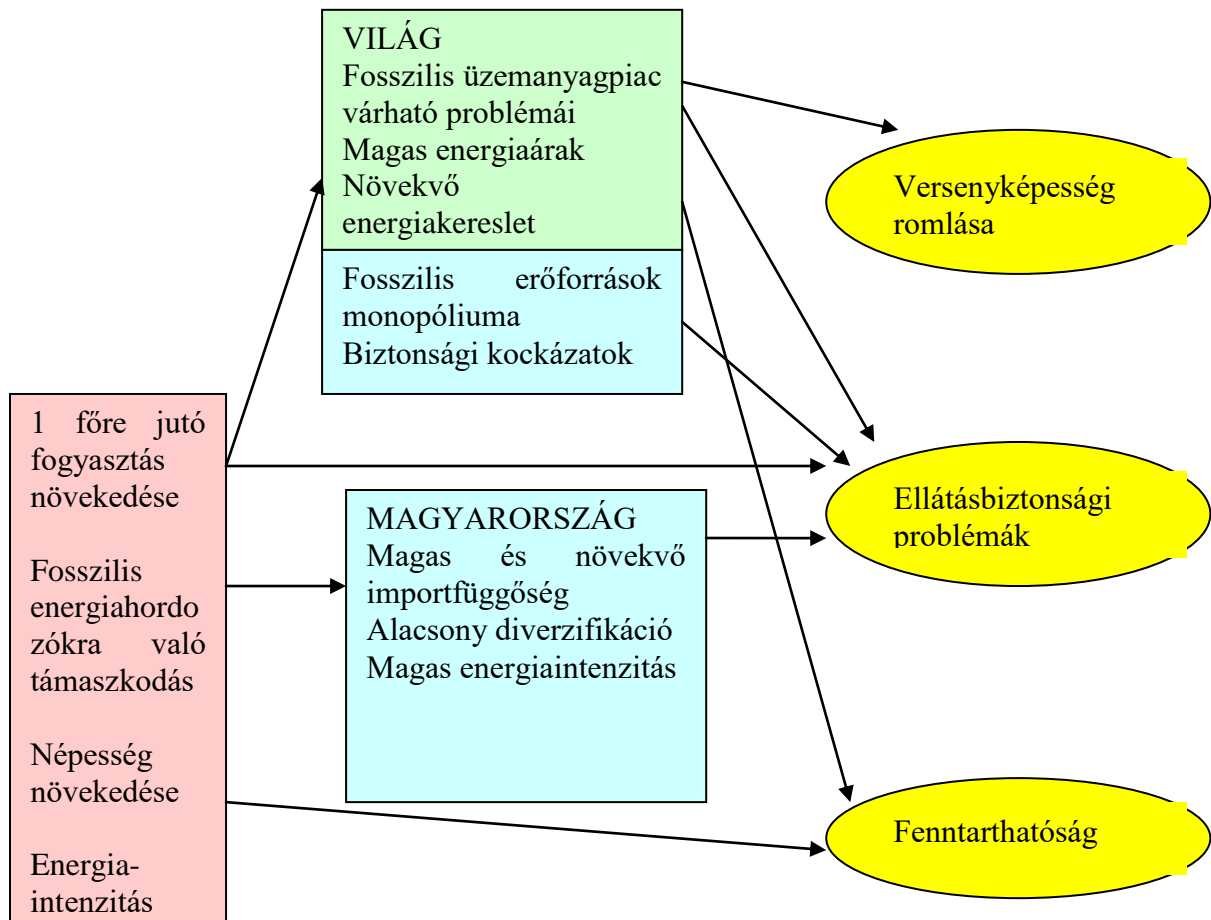 VILÁG
Fosszilis üzemanyagpiac
várható problémái
Magas energiaárak
Növekvő
energiakereslet
Fosszilis erőforrások
monopóliuma
Biztonsági kockázatok
1 főre jutó
fogyasztás
növekedése
Fosszilis
energiahordo
zókra való
támaszkodás
Népesség
növekedése
Energia-
intenzitás
MAGYARORSZÁG
Magas és növekvő
importfüggőség
Alacsony diverzifikáció
Magas energiaintenzitás
Versenyképesség
romlása
Ellátásbiztonsági
problémák
Fenntarthatóság